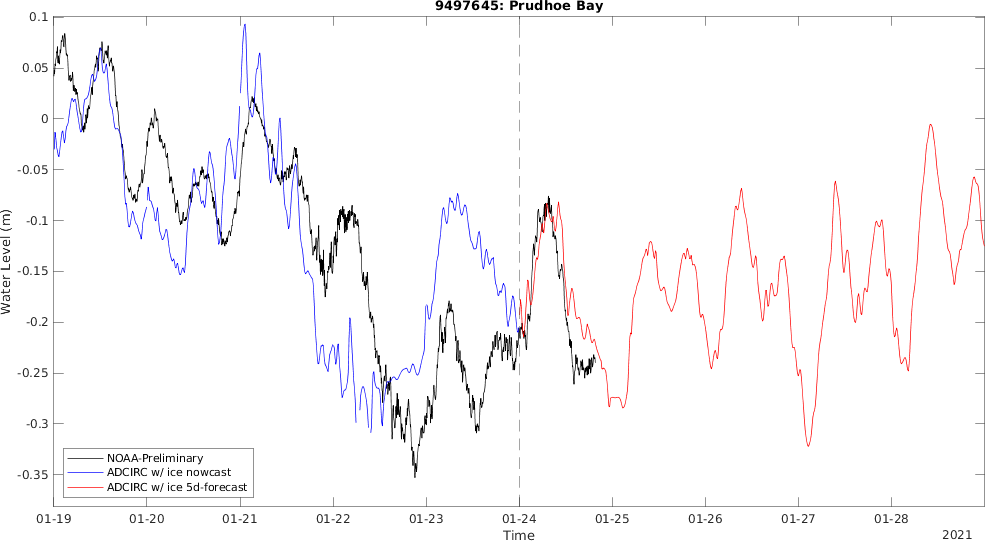 9497645: Prudhoe Bay
0.1
0.05
0
-0.05
-0.1
-0.15
-0.2
-0.25
-0.3
-0.35
Water Level (m)
NOAA-Preliminary
ADCIRC w/ ice nowcast
ADCIRC w/ ice 5d-forecast
01-19 01-20 01-21 01-22 01-23 01-24 01-25 01-26 01-27 01-28
Time
2021